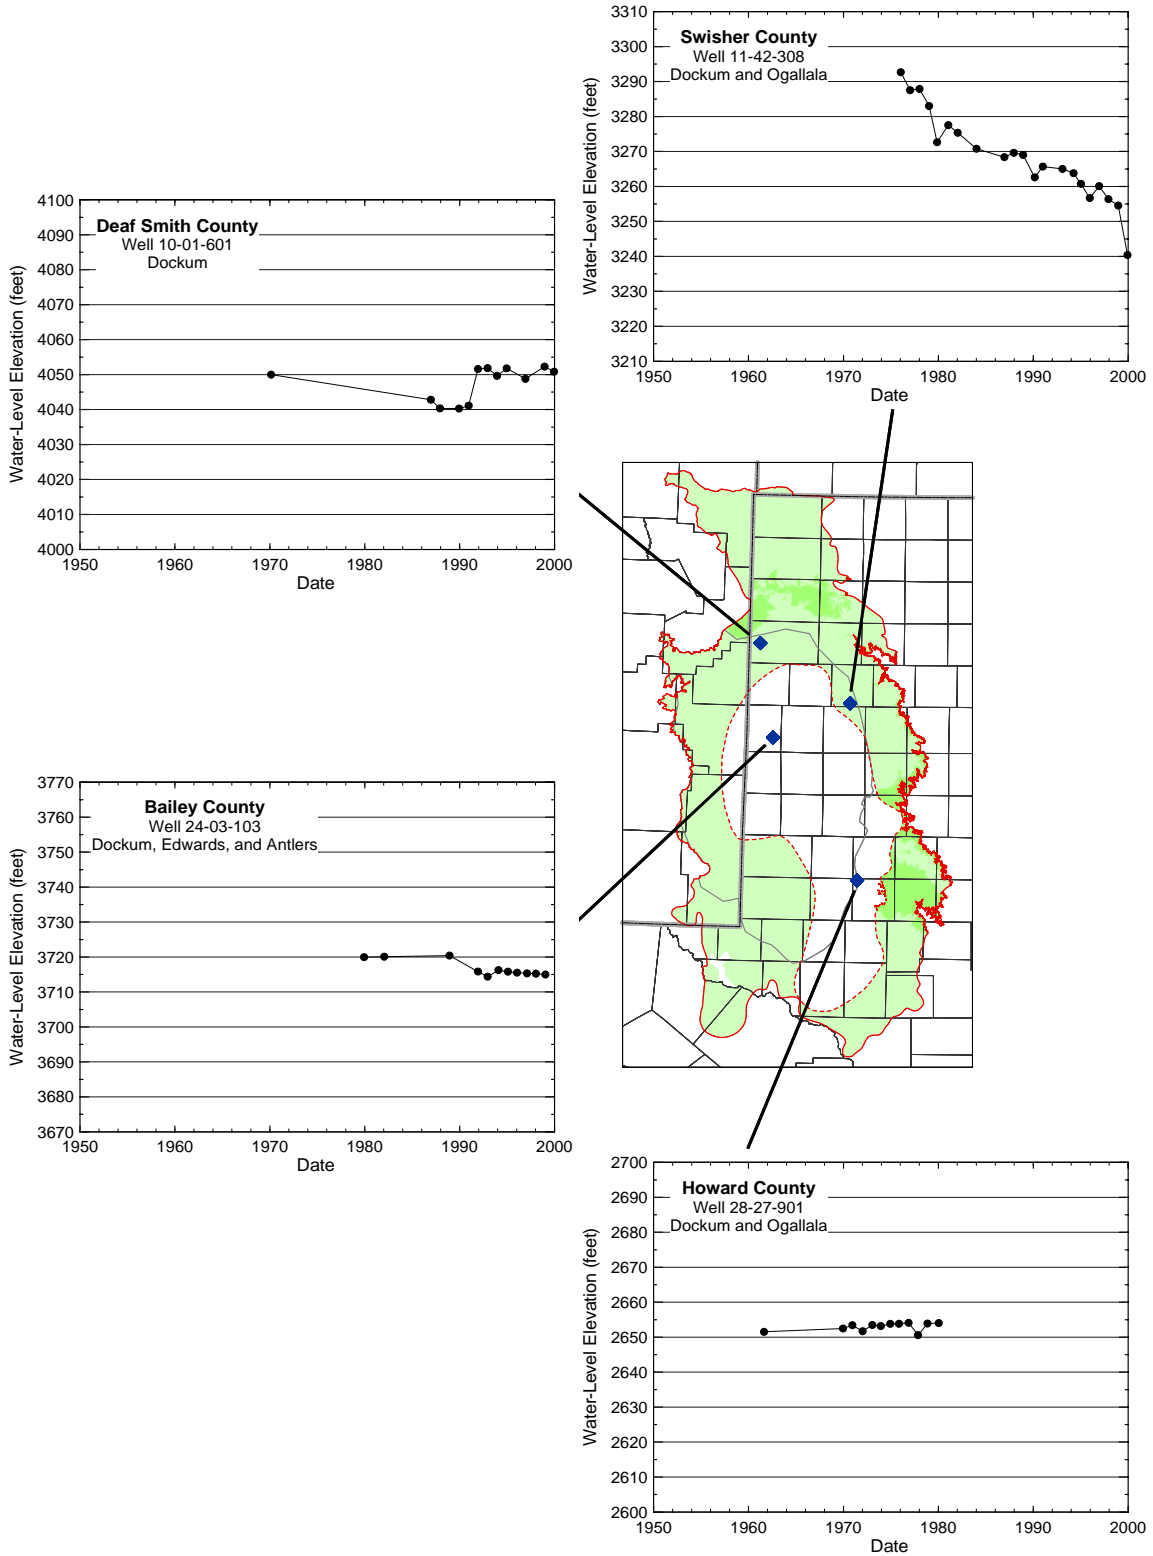 Swisher County
Well 11-42-308
Dockum and Ogallala
Water-Level Elevation (feet)
3310
3300
3290
3280
3270
3260
3250
3240
3230
3220
3210
1950 1960 1970 1980 1990 2000
Date
Deaf Smith County
Well 10-01-601
Dockum
Water-Level Elevation (feet)
4100
4090
4080
4070
4060
4050
4040
4030
4020
4010
4000
1950 1960 1970 1980 1990 2000
Date
Bailey County
Well 24-03-103
Dockum, Edwards, and Antlers
Water-Level Elevation (feet)
3770
3760
3750
3740
3730
3720
3710
3700
3690
3680
3670
1950 1960 1970 1980 1990 2000
Date
Howard County
Well 28-27-901
Dockum and Ogallala
Water-Level Elevation (feet)
2700
2690
2680
2670
2660
2650
2640
2630
2620
2610
2600
1950 1960 1970 1980 1990 2000
Date